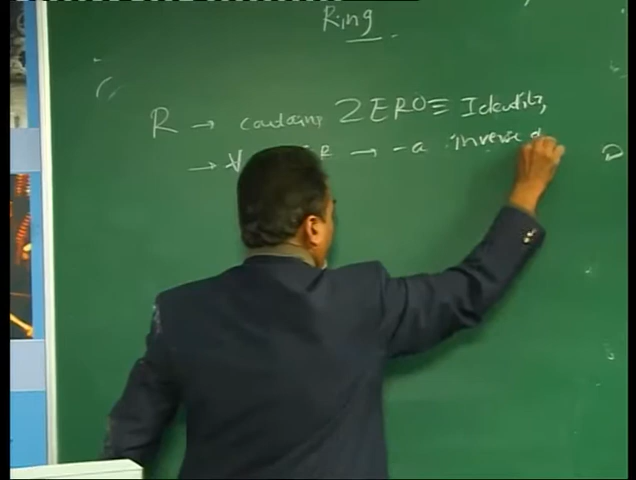 Ring
R → contains ZERO ≡ Identity,
→ ∀ R → -a inverse